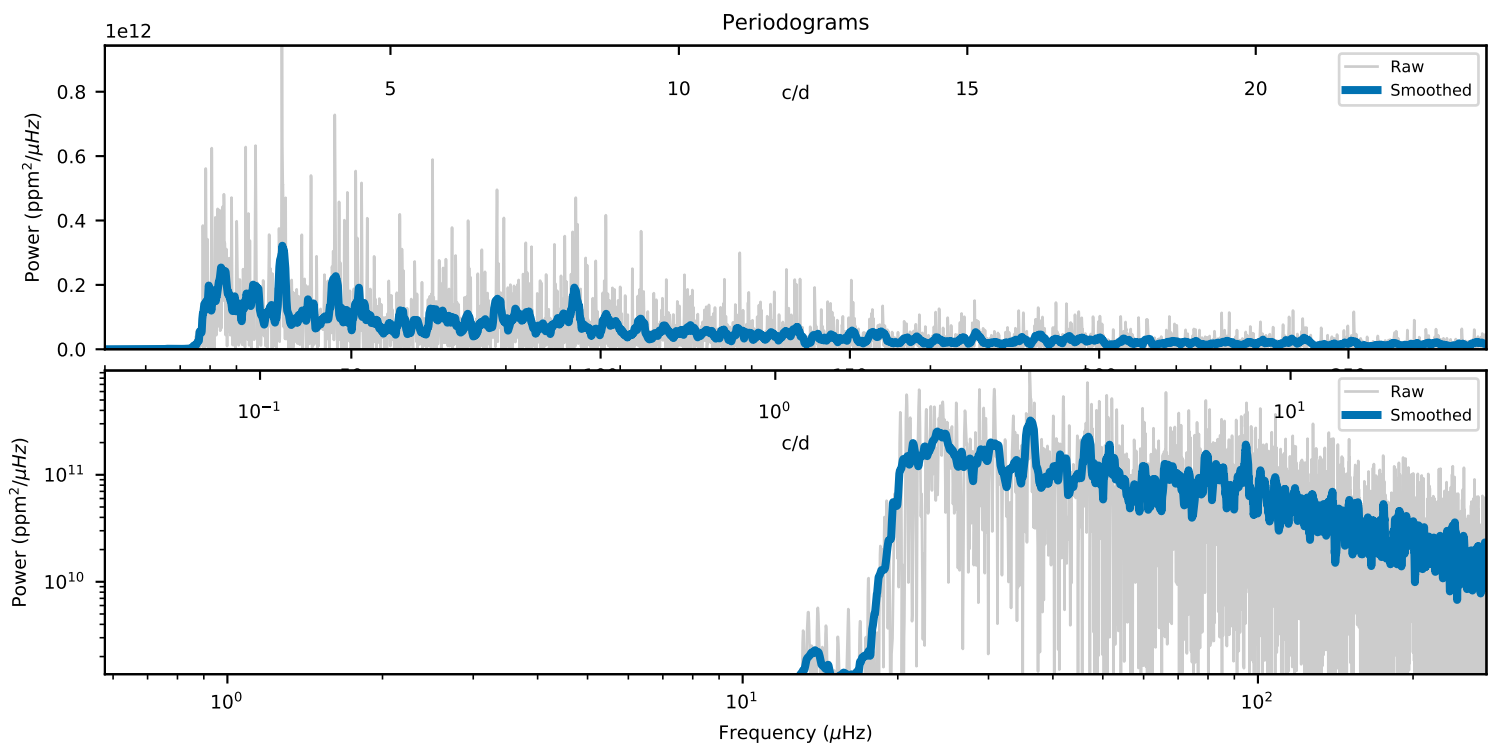 Periodograms
1e12
Raw
Smoothed
5
10
15
20
c/d
0.8
0.6
0.4
0.2
0.0
Power (ppm²/μHz)
10⁻¹
10⁰
10¹
c/d
Raw
Smoothed
10¹¹
10¹⁰
Power (ppm²/μHz)
10⁰
10¹
10²
Frequency (μHz)